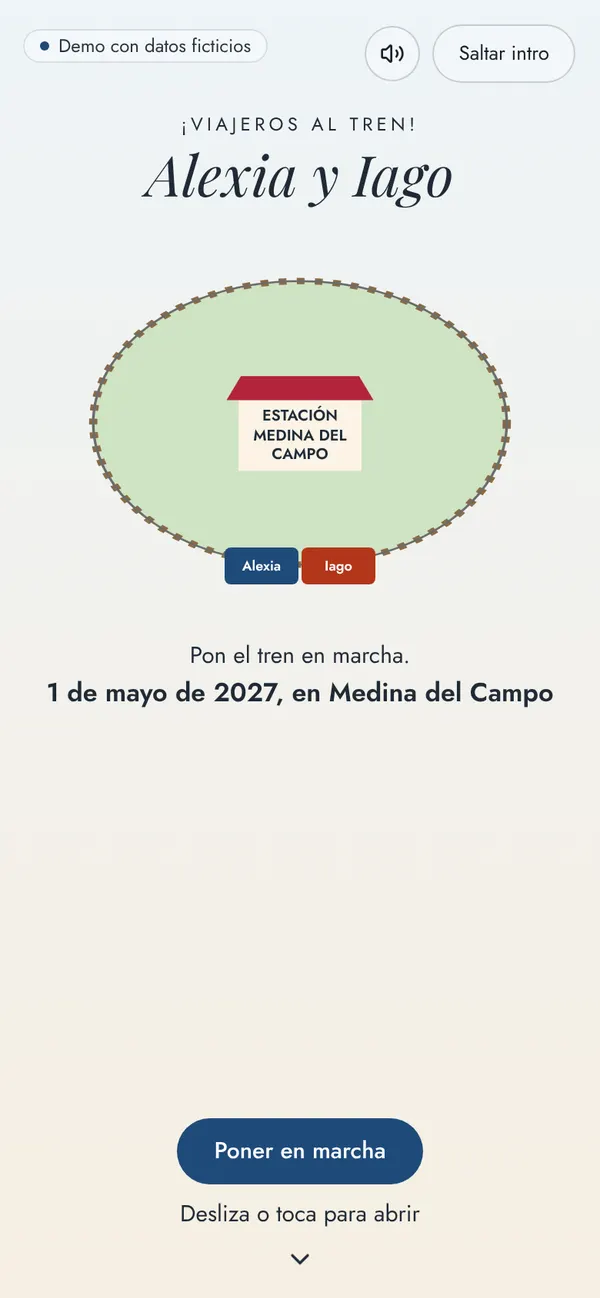 Demo con datos ficticios
Saltar intro
¡VIAJEROS AL TREN!
Alexia y Iago
ESTACIÓN
MEDINA DEL
CAMPO
Alexia
Iago
Pon el tren en marcha.
1 de mayo de 2027, en Medina del Campo
Poner en marcha
Desliza o toca para abrir